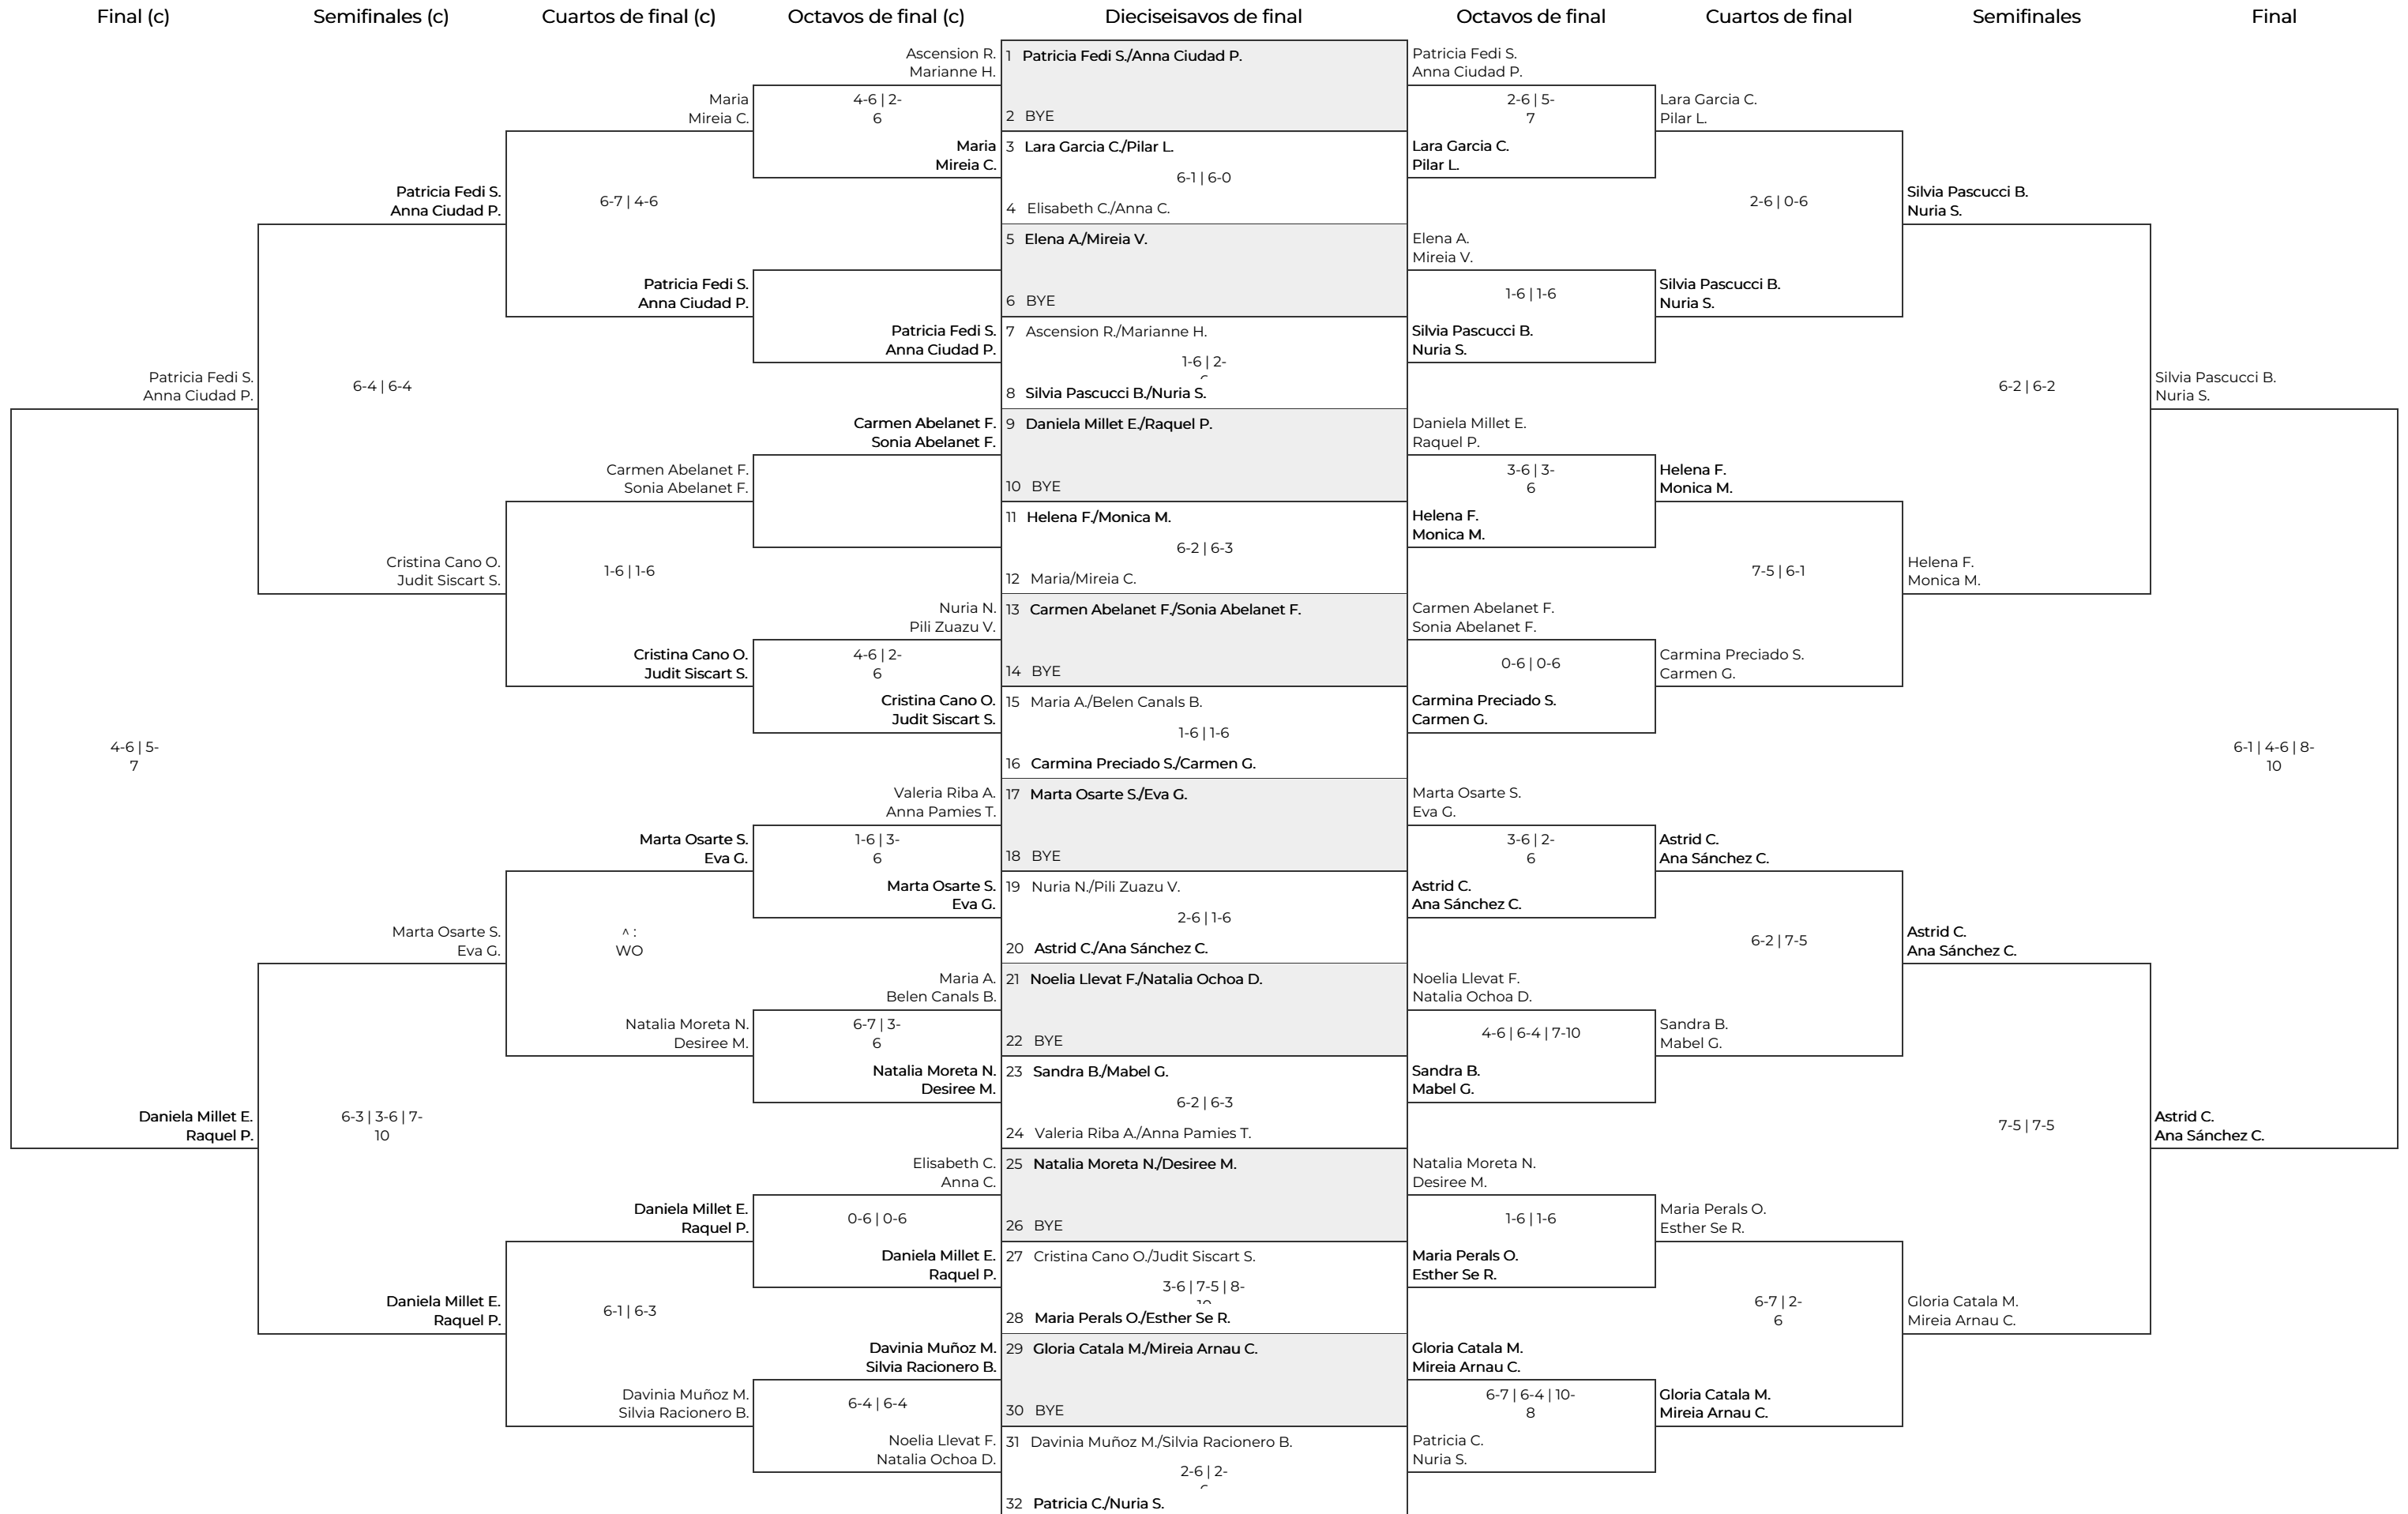 Final (c)
Semifinales (c)
Cuartos de final (c)
Octavos de final (c)
Dieciseisavos de final
Octavos de final
Cuartos de final
Semifinales
Final
Patricia Fedi S.
Anna Ciudad P.
4-6 | 5-
7
Daniela Millet E.
Raquel P.
Patricia Fedi S.
Anna Ciudad P.
6-4 | 6-4
Cristina Cano O.
Judit Siscart S.
Marta Osarte S.
Eva G.
6-3 | 3-6 | 7-
10
Daniela Millet E.
Raquel P.
Maria
Mireia C.
6-7 | 4-6
Patricia Fedi S.
Anna Ciudad P.
Carmen Abelanet F.
Sonia Abelanet F.
1-6 | 1-6
Cristina Cano O.
Judit Siscart S.
Marta Osarte S.
Eva G.
^ :
WO
Natalia Moreta N.
Desiree M.
Daniela Millet E.
Raquel P.
6-1 | 6-3
Davinia Muñoz M.
Silvia Racionero B.
Ascension R.
Marianne H.
4-6 | 2-
6
Maria
Mireia C.
Patricia Fedi S.
Anna Ciudad P.
Carmen Abelanet F.
Sonia Abelanet F.
Nuria N.
Pili Zuazu V.
4-6 | 2-
6
Cristina Cano O.
Judit Siscart S.
Valeria Riba A.
Anna Pamies T.
1-6 | 3-
6
Marta Osarte S.
Eva G.
Maria A.
Belen Canals B.
6-7 | 3-
6
Natalia Moreta N.
Desiree M.
Elisabeth C.
Anna C.
0-6 | 0-6
Daniela Millet E.
Raquel P.
Davinia Muñoz M.
Silvia Racionero B.
6-4 | 6-4
Noelia Llevat F.
Natalia Ochoa D.
1 Patricia Fedi S./Anna Ciudad P.
2 BYE
3 Lara Garcia C./Pilar L.
6-1 | 6-0
4 Elisabeth C./Anna C.
5 Elena A./Mireia V.
6 BYE
7 Ascension R./Marianne H.
1-6 | 2-
8 Silvia Pascucci B./Nuria S.
9 Daniela Millet E./Raquel P.
10 BYE
11 Helena F./Monica M.
6-2 | 6-3
12 Maria/Mireia C.
13 Carmen Abelanet F./Sonia Abelanet F.
14 BYE
15 Maria A./Belen Canals B.
1-6 | 1-6
16 Carmina Preciado S./Carmen G.
17 Marta Osarte S./Eva G.
18 BYE
19 Nuria N./Pili Zuazu V.
2-6 | 1-6
20 Astrid C./Ana Sánchez C.
21 Noelia Llevat F./Natalia Ochoa D.
22 BYE
23 Sandra B./Mabel G.
6-2 | 6-3
24 Valeria Riba A./Anna Pamies T.
25 Natalia Moreta N./Desiree M.
26 BYE
27 Cristina Cano O./Judit Siscart S.
3-6 | 7-5 | 8-
28 Maria Perals O./Esther Se R.
29 Gloria Catala M./Mireia Arnau C.
30 BYE
31 Davinia Muñoz M./Silvia Racionero B.
2-6 | 2-
32 Patricia C./Nuria S.
Patricia Fedi S.
Anna Ciudad P.
2-6 | 5-
7
Lara Garcia C.
Pilar L.
Elena A.
Mireia V.
1-6 | 1-6
Silvia Pascucci B.
Nuria S.
Daniela Millet E.
Raquel P.
3-6 | 3-
6
Helena F.
Monica M.
Carmen Abelanet F.
Sonia Abelanet F.
0-6 | 0-6
Carmina Preciado S.
Carmen G.
Marta Osarte S.
Eva G.
3-6 | 2-
6
Astrid C.
Ana Sánchez C.
Noelia Llevat F.
Natalia Ochoa D.
4-6 | 6-4 | 7-10
Sandra B.
Mabel G.
Natalia Moreta N.
Desiree M.
1-6 | 1-6
Maria Perals O.
Esther Se R.
Gloria Catala M.
Mireia Arnau C.
6-7 | 6-4 | 10-
8
Patricia C.
Nuria S.
Lara Garcia C.
Pilar L.
2-6 | 0-6
Silvia Pascucci B.
Nuria S.
Helena F.
Monica M.
7-5 | 6-1
Carmina Preciado S.
Carmen G.
Astrid C.
Ana Sánchez C.
6-2 | 7-5
Sandra B.
Mabel G.
Maria Perals O.
Esther Se R.
6-7 | 2-
6
Gloria Catala M.
Mireia Arnau C.
Silvia Pascucci B.
Nuria S.
6-2 | 6-2
Helena F.
Monica M.
Astrid C.
Ana Sánchez C.
7-5 | 7-5
Gloria Catala M.
Mireia Arnau C.
Silvia Pascucci B.
Nuria S.
6-1 | 4-6 | 8-
10
Astrid C.
Ana Sánchez C.